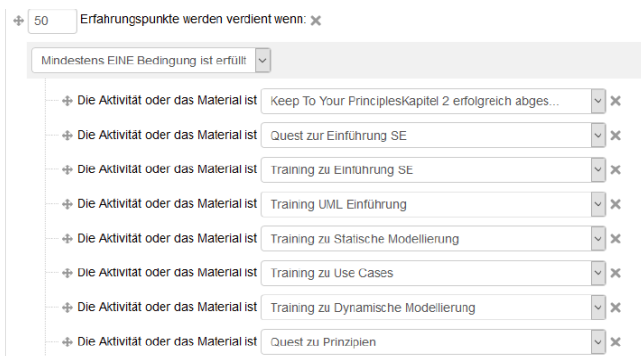 50 Erfahrungspunkte werden verdient wenn:
Mindestens EINE Bedingung ist erfüllt
Die Aktivität oder das Material ist Keep To Your PrinciplesKapitel 2 erfolgreich abges...
Die Aktivität oder das Material ist Quest zur Einführung SE
Die Aktivität oder das Material ist Training zu Einführung SE
Die Aktivität oder das Material ist Training UML Einführung
Die Aktivität oder das Material ist Training zu Statische Modellierung
Die Aktivität oder das Material ist Training zu Use Cases
Die Aktivität oder das Material ist Training zu Dynamische Modellierung
Die Aktivität oder das Material ist Quest zu Prinzipien